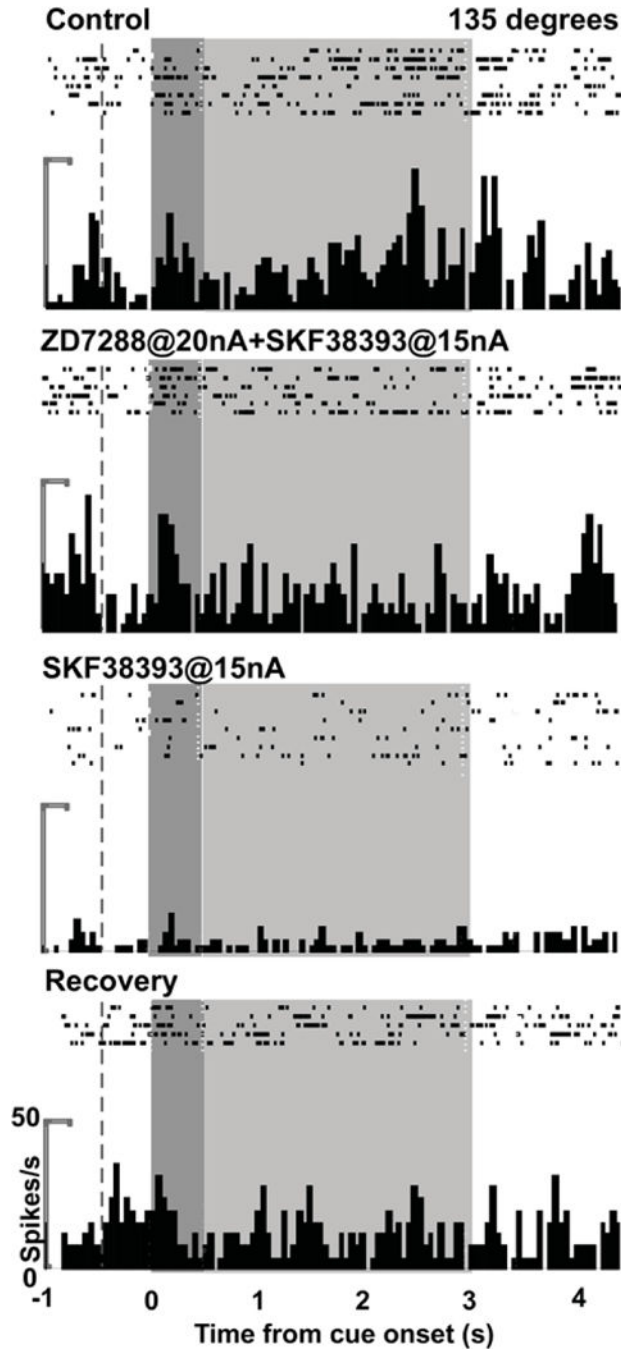 Control 135 degrees
ZD7288@20nA+SKF38393@15nA
SKF38393@15nA
Recovery
50
Spikes/s
0
-1 0 1 2 3 4
Time from cue onset (s)